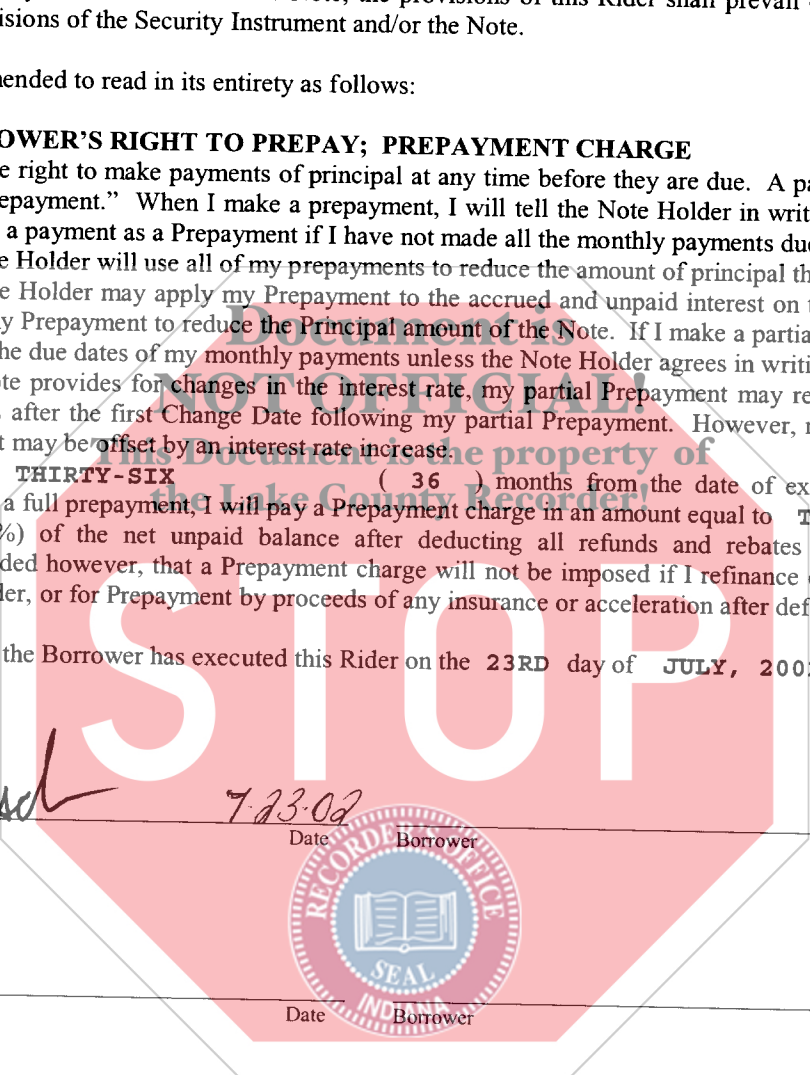 isions of the Security Instrument and/or the Note.
ended to read in its entirety as follows:
OWER'S RIGHT TO PREPAY; PREPAYMENT CHARGE
e right to make payments of principal at any time before they are due. A pa
epayment." When I make a prepayment, I will tell the Note Holder in writ
a payment as a Prepayment if I have not made all the monthly payments du
e Holder will use all of my prepayments to reduce the amount of principal th
e Holder may apply my Prepayment to the accrued and unpaid interest on t
y Prepayment to reduce the Principal amount of the Note. If I make a partia
he due dates of my monthly payments unless the Note Holder agrees in writi
te provides for changes in the interest rate, my partial Prepayment may re
after the first Change Date following my partial Prepayment. However,
t may be offset by an interest rate increase.
THIRTY-SIX ( 36 ) months from the date of ex
a full prepayment, I will pay a Prepayment charge in an amount equal to T
%) of the net unpaid balance after deducting all refunds and rebates
ded however, that a Prepayment charge will not be imposed if I refinance
er, or for Prepayment by proceeds of any insurance or acceleration after def
the Borrower has executed this Rider on the 23RD day of JULY, 200
7-23-02
Date Borrower
Date Borrower
Document is
NOT OFFICIAL!
This Document is the property of
the Lake County Recorder!
STOP
RECORDER'S OFFICE
SEAL
INDIANA